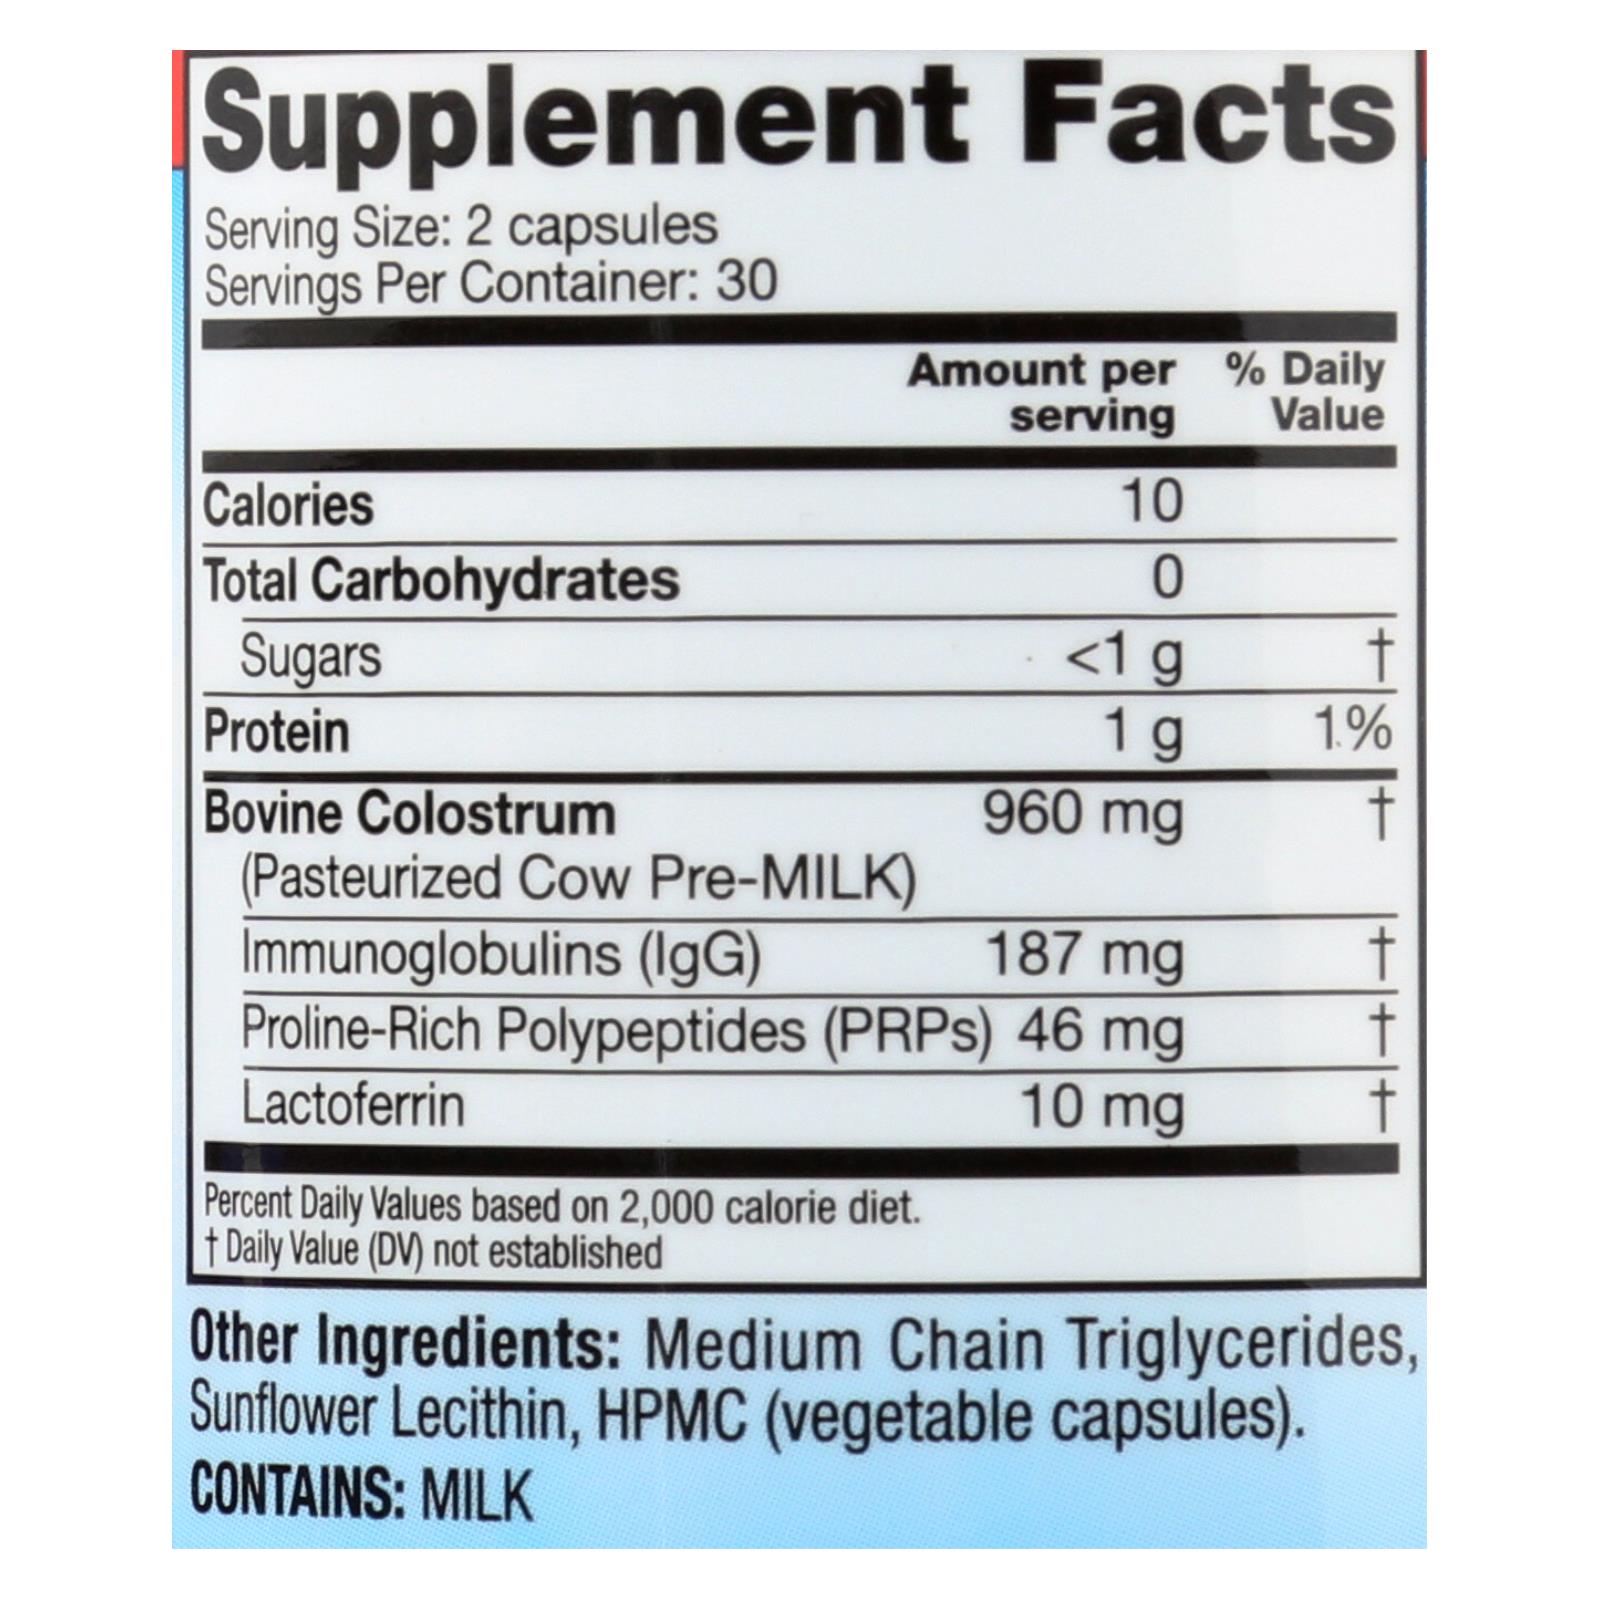 Supplement Facts
Serving Size: 2 capsules
Servings Per Container: 30
Amount per % Daily
serving Value
Calories 10
Total Carbohydrates 0
Sugars <1 g †
Protein 1 g 1%
Bovine Colostrum 960 mg †
(Pasteurized Cow Pre-MILK)
Immunoglobulins (IgG) 187 mg †
Proline-Rich Polypeptides (PRPs) 46 mg †
Lactoferrin 10 mg †
Percent Daily Values based on 2,000 calorie diet.
† Daily Value (DV) not established
Other Ingredients: Medium Chain Triglycerides,
Sunflower Lecithin, HPMC (vegetable capsules).
CONTAINS: MILK